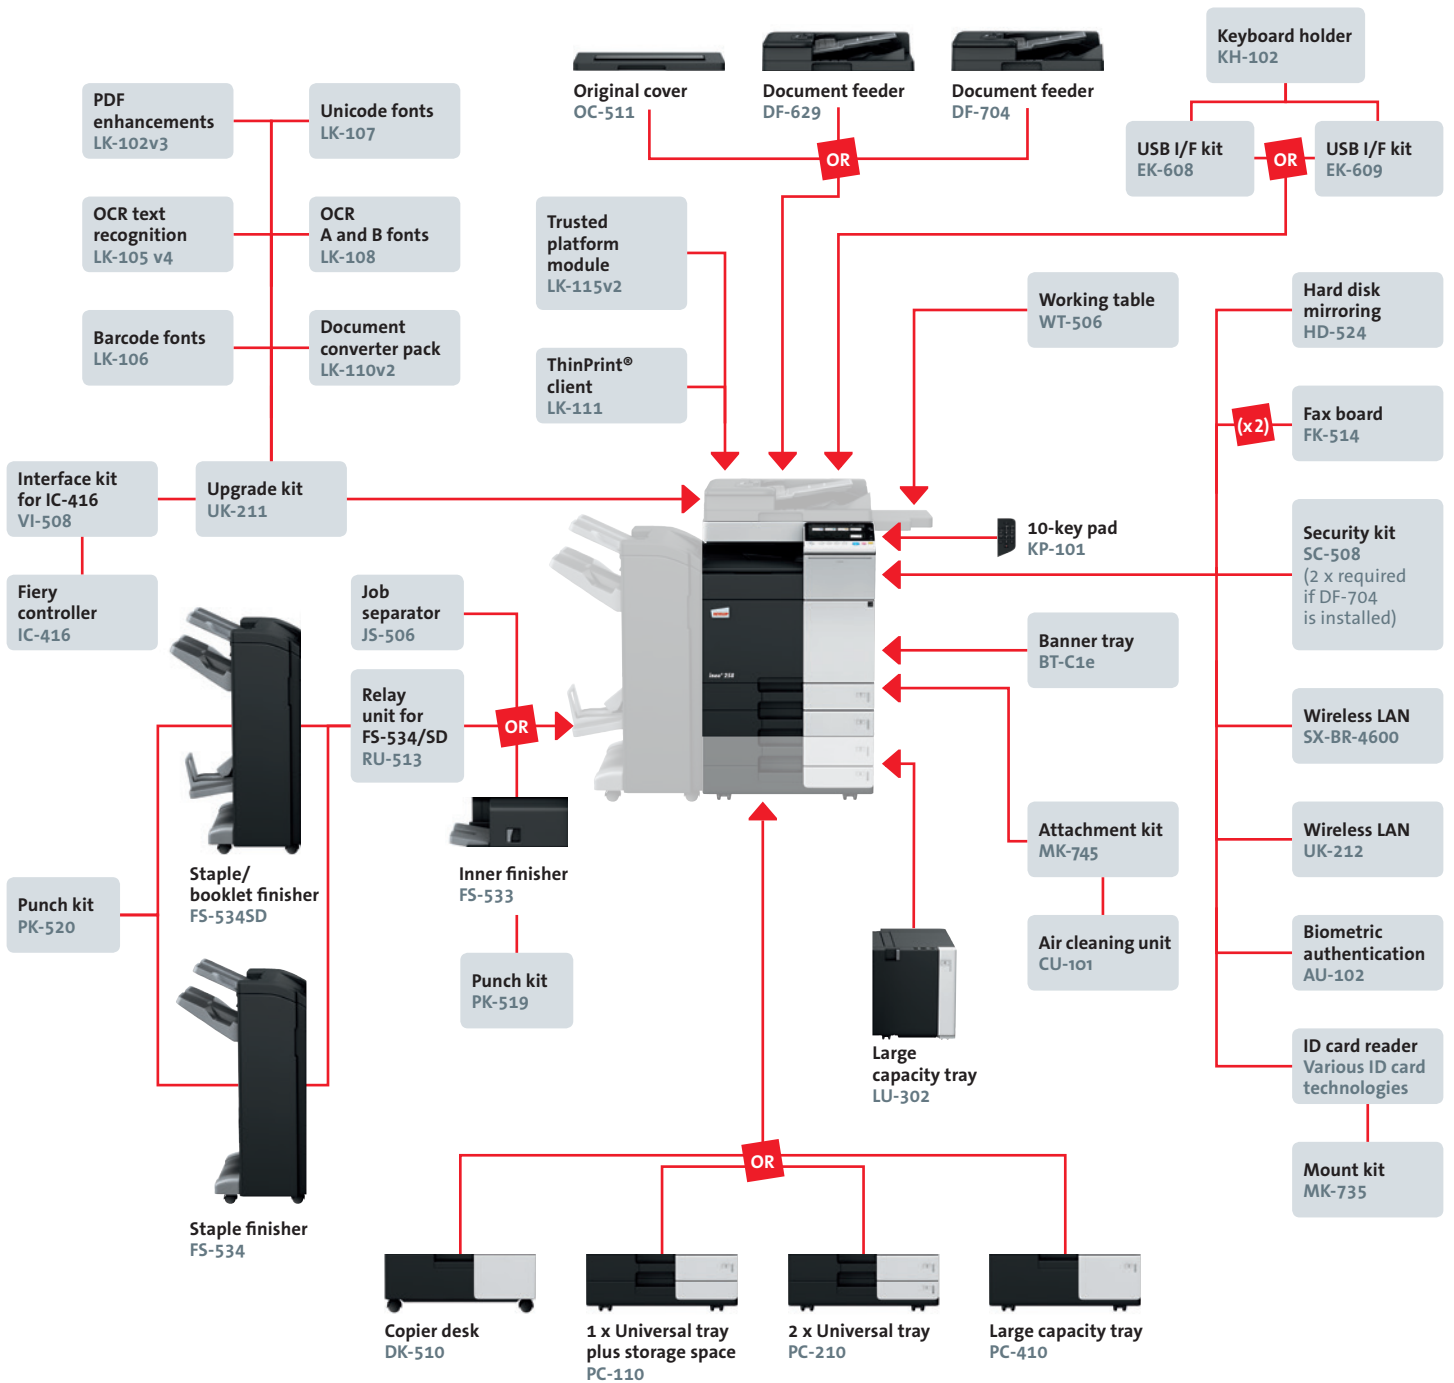 Keyboard holder
KH-102
Original cover
OC-511
Document feeder
DF-629
Document feeder
DF-704
PDF
enhancements
LK-102v3
Unicode fonts
LK-107
OR
USB I/F kit
EK-608
OR
USB I/F kit
EK-609
OCR text
recognition
LK-105 v4
OCR
A and B fonts
LK-108
Trusted
platform
module
LK-115v2
Working table
WT-506
Hard disk
mirroring
HD-524
Barcode fonts
LK-106
Document
converter pack
LK-110v2
ThinPrint®
client
LK-111
(x2)
Fax board
FK-514
Interface kit
for IC-416
VI-508
Upgrade kit
UK-211
10-key pad
KP-101
Security kit
SC-508
(2 x required
if DF-704
is installed)
Fiery
controller
IC-416
Job
separator
JS-506
Banner tray
BT-C1e
Relay
unit for
FS-534/SD
RU-513
OR
Wireless LAN
SX-BR-4600
Attachment kit
MK-745
Wireless LAN
UK-212
Staple/
booklet finisher
FS-534SD
Inner finisher
FS-533
Punch kit
PK-520
Air cleaning unit
CU-101
Biometric
authentication
AU-102
Punch kit
PK-519
Large
capacity tray
LU-302
ID card reader
Various ID card
technologies
OR
Mount kit
MK-735
Staple finisher
FS-534
Copier desk
DK-510
1 x Universal tray
plus storage space
PC-110
2 x Universal tray
PC-210
Large capacity tray
PC-410